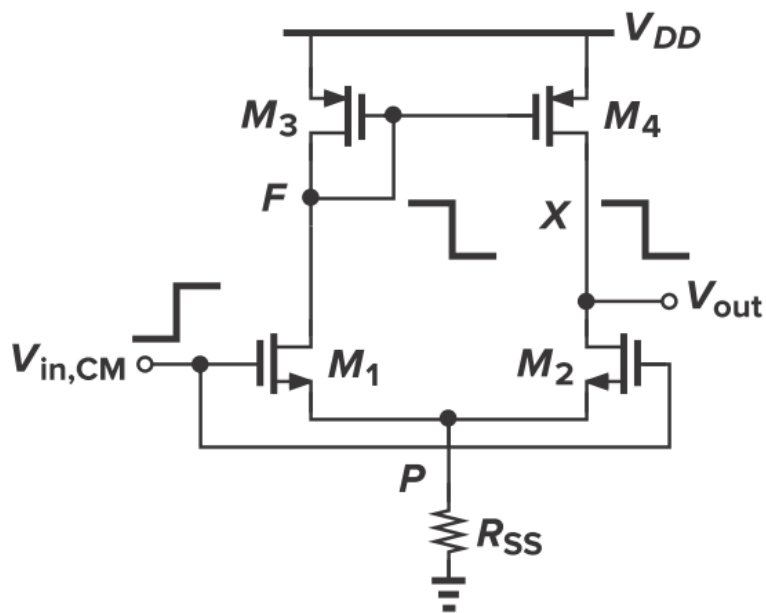 V_DD
M_3
M_4
F
X
V_out
V_in,CM
M_1
M_2
P
R_SS